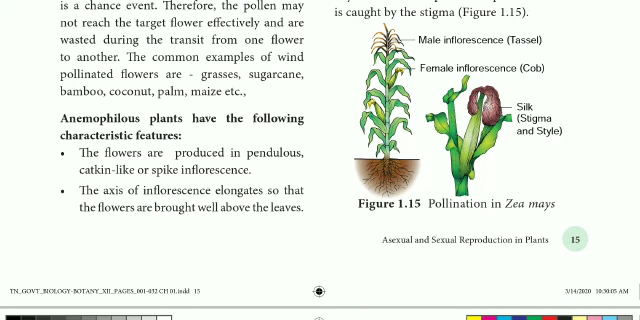 is a chance event. Therefore, the pollen may
not reach the target flower effectively and are
wasted during the transit from one flower
to another. The common examples of wind
pollinated flowers are - grasses, sugarcane,
bamboo, coconut, palm, maize etc.,
Anemophilous plants have the following
characteristic features:
• The flowers are produced in pendulous,
catkin-like or spike inflorescence.
• The axis of inflorescence elongates so that
the flowers are brought well above the leaves.
is caught by the stigma (Figure 1.15).
Male inflorescence (Tassel)
Female inflorescence (Cob)
Silk
(Stigma
and Style)
Figure 1.15 Pollination in Zea mays
Asexual and Sexual Reproduction in Plants 15
TN_GOVT_BIOLOGY-BOTANY_XII_PAGES_001-032 CH 01.indd 15
3/14/2020 10:30:05 AM